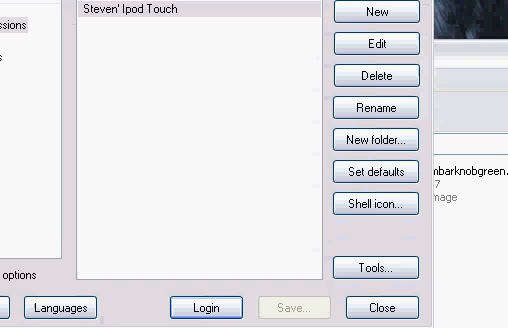 Steven' Ipod Touch
New
ssions
Edit
s
Delete
Rename
New folder...
Set defaults
mbarknobgreen.
7
mage
Shell icon...
options
Tools...
Languages
Login
Save...
Close